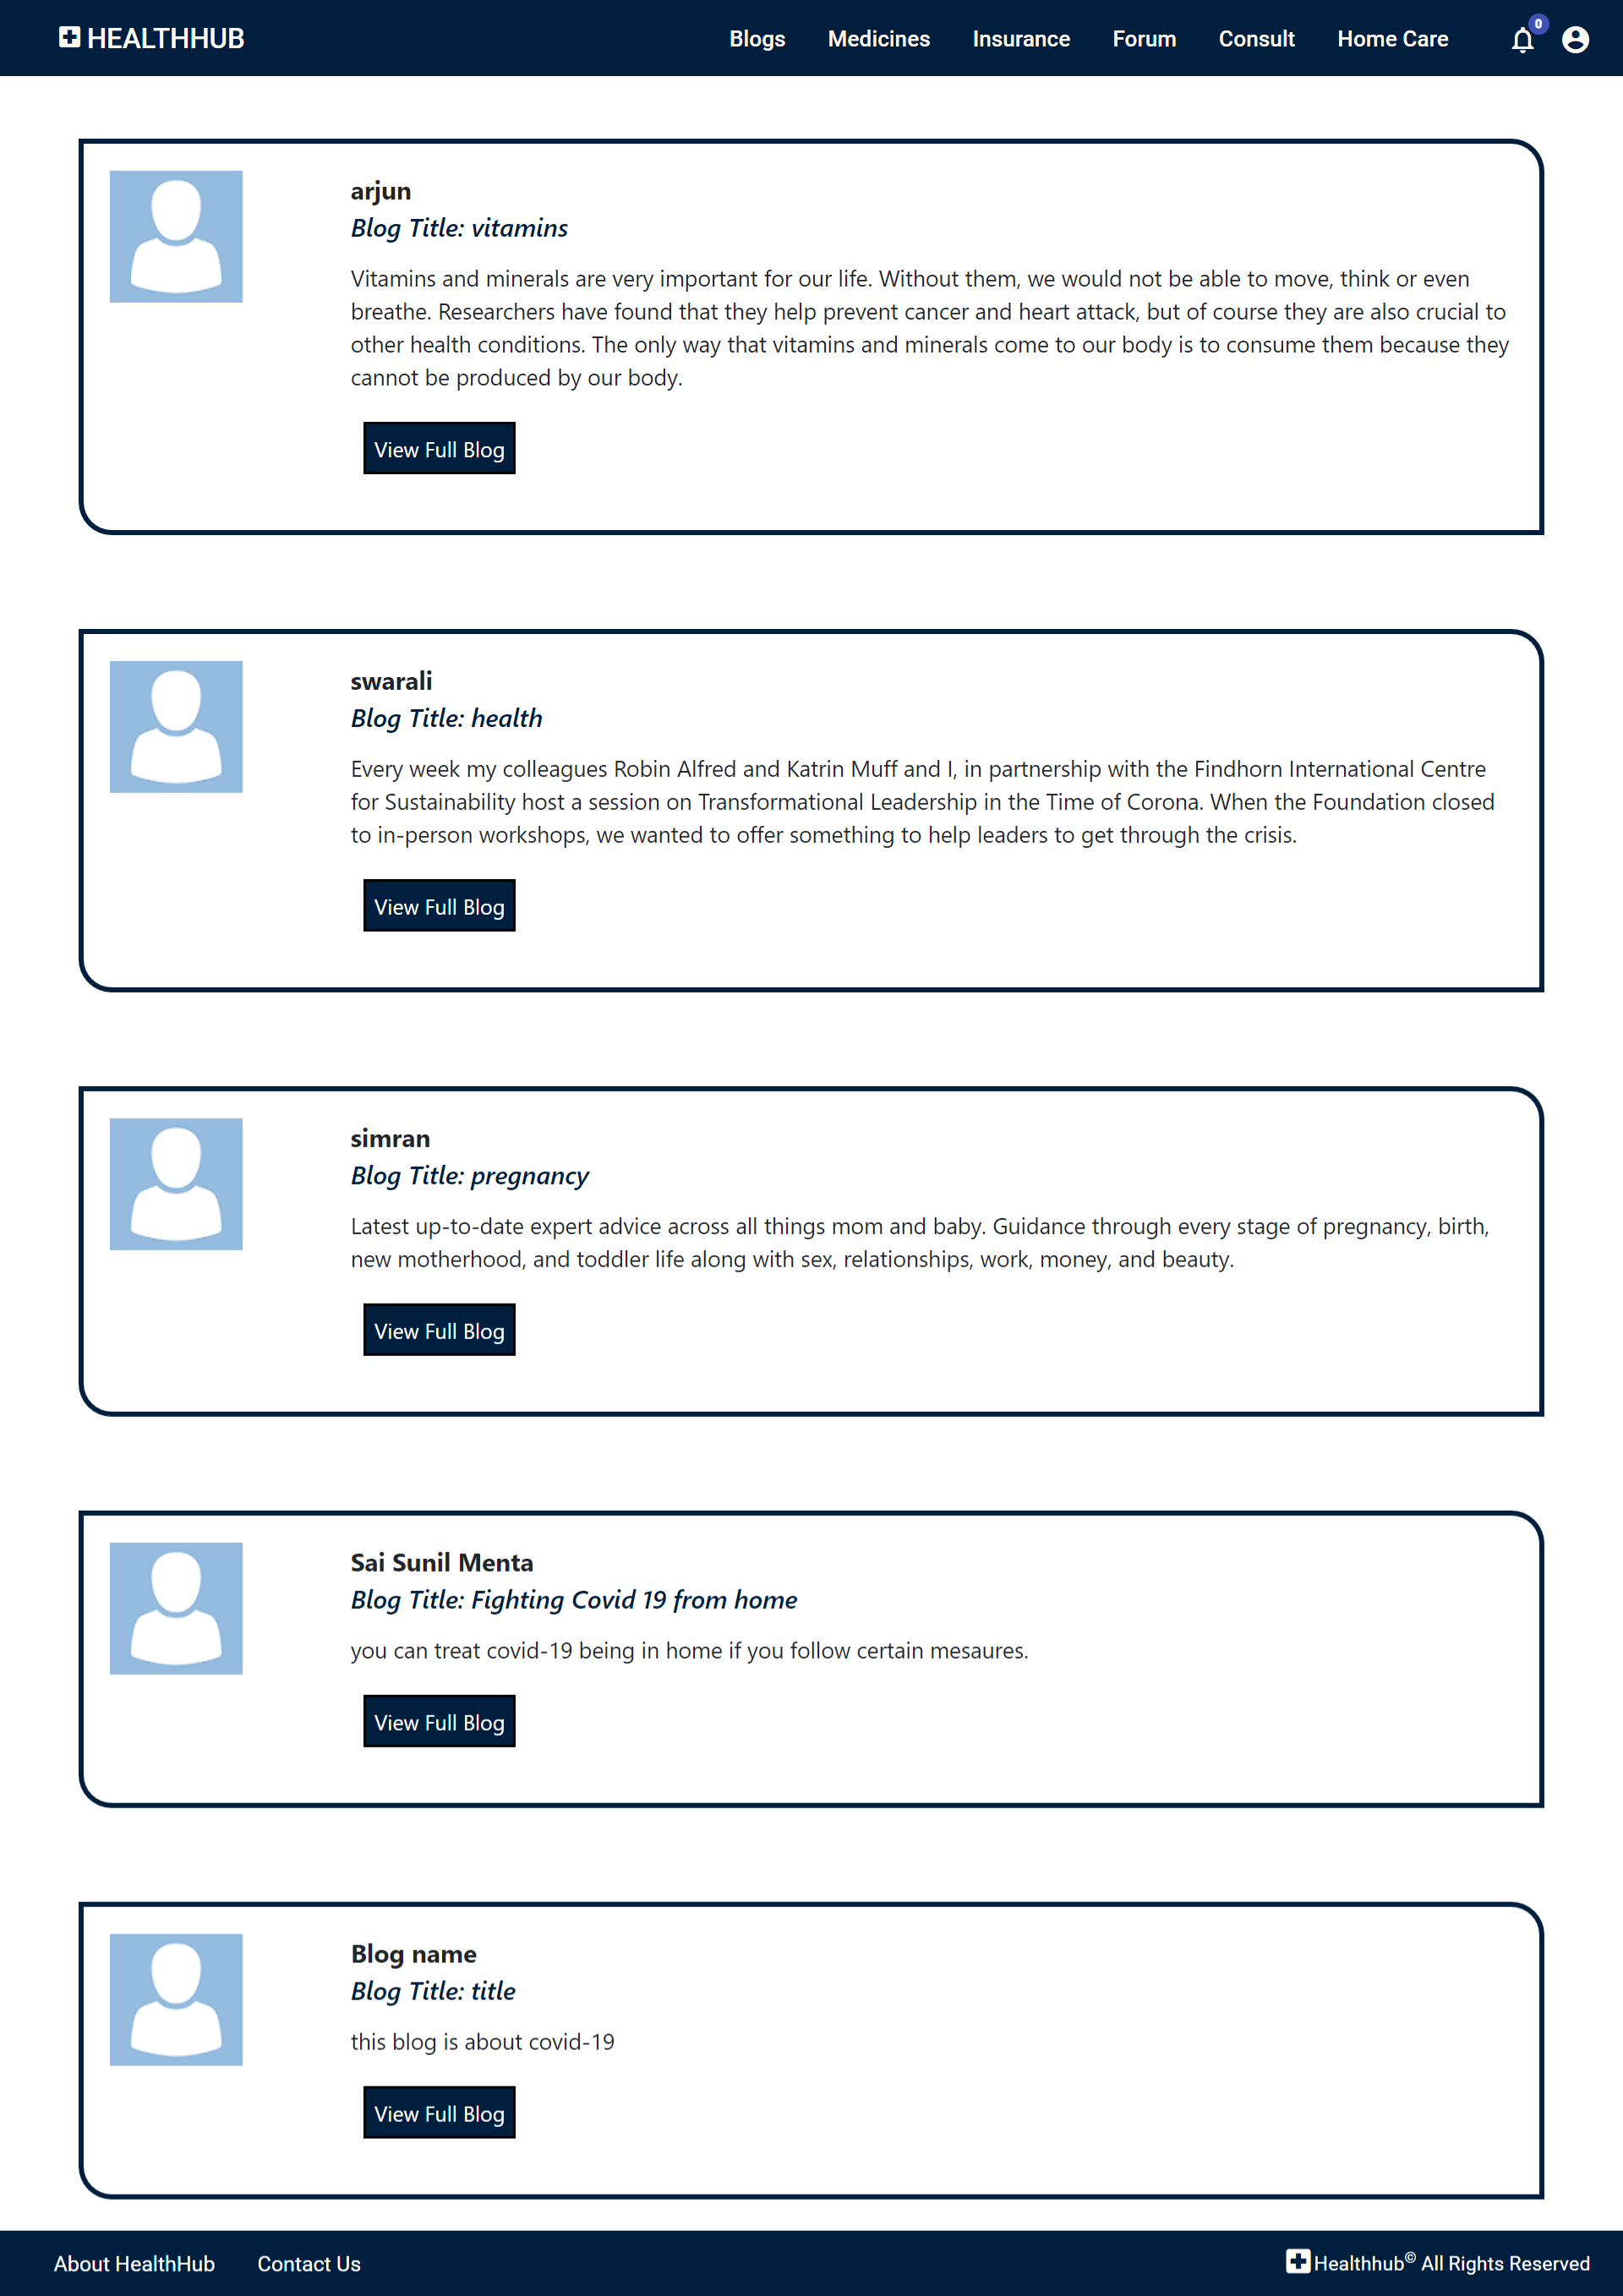 HEALTHHUB Blogs Medicines Insurance Forum Consult Home Care 0
arjun
Blog Title: vitamins
Vitamins and minerals are very important for our life. Without them, we would not be able to move, think or even
breathe. Researchers have found that they help prevent cancer and heart attack, but of course they are also crucial to
other health conditions. The only way that vitamins and minerals come to our body is to consume them because they
cannot be produced by our body.
View Full Blog
swarali
Blog Title: health
Every week my colleagues Robin Alfred and Katrin Muff and I, in partnership with the Findhorn International Centre
for Sustainability host a session on Transformational Leadership in the Time of Corona. When the Foundation closed
to in-person workshops, we wanted to offer something to help leaders to get through the crisis.
View Full Blog
simran
Blog Title: pregnancy
Latest up-to-date expert advice across all things mom and baby. Guidance through every stage of pregnancy, birth,
new motherhood, and toddler life along with sex, relationships, work, money, and beauty.
View Full Blog
Sai Sunil Menta
Blog Title: Fighting Covid 19 from home
you can treat covid-19 being in home if you follow certain mesaures.
View Full Blog
Blog name
Blog Title: title
this blog is about covid-19
View Full Blog
About HealthHub Contact Us Healthhub© All Rights Reserved